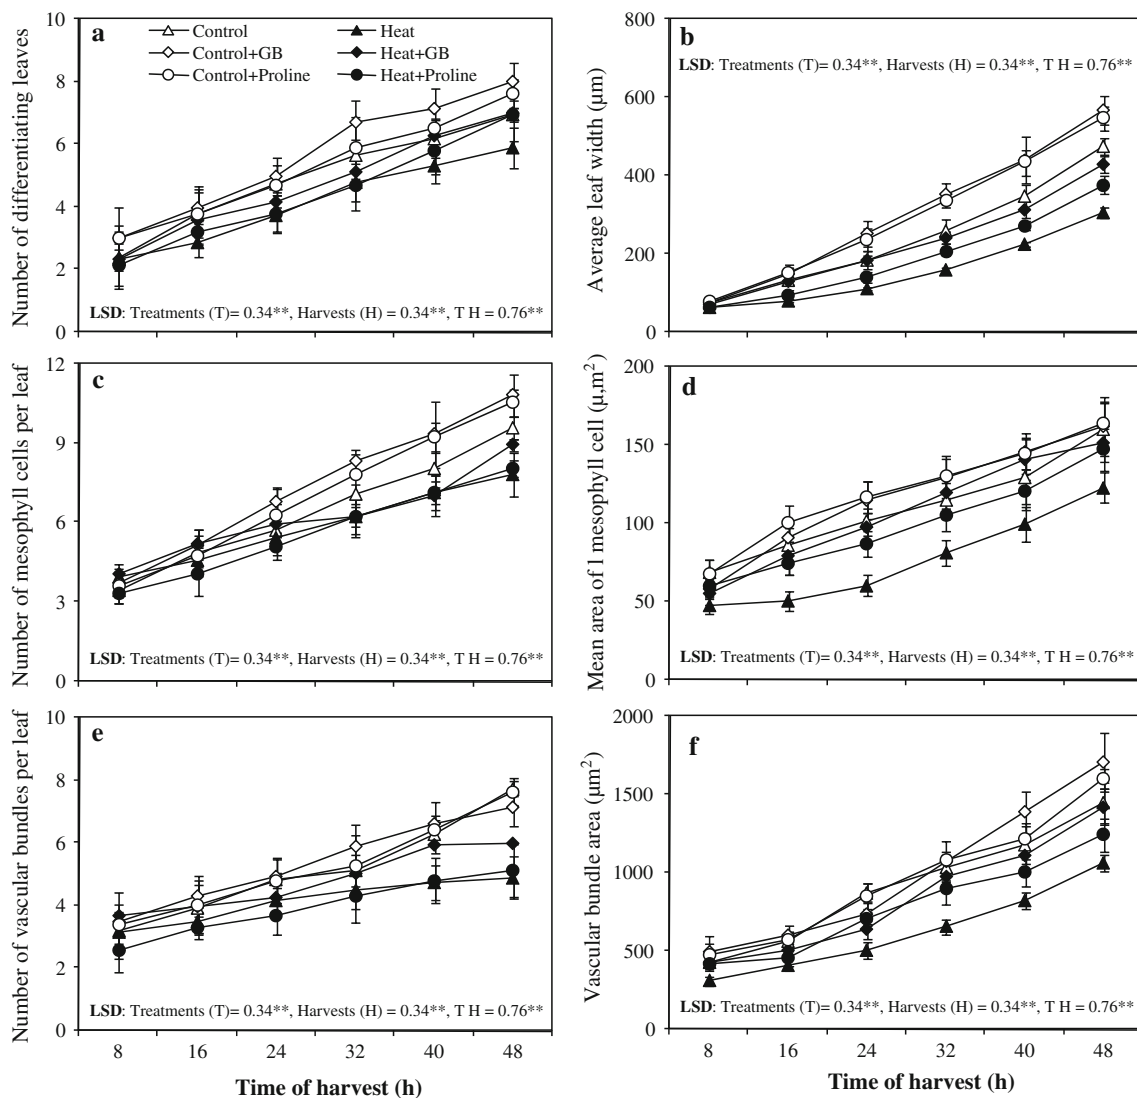 a
Control
Heat
Control+GB
Heat+GB
Control+Proline
Heat+Proline
Number of differentiating leaves
10
8
6
4
2
0
LSD: Treatments (T)= 0.34**, Harvests (H) = 0.34**, T H = 0.76**
b
LSD: Treatments (T)= 0.34**, Harvests (H) = 0.34**, T H = 0.76**
Average leaf width (µm)
800
600
400
200
0
c
Number of mesophyll cells per leaf
12
9
6
3
0
LSD: Treatments (T)= 0.34**, Harvests (H) = 0.34**, T H = 0.76**
d
Mean area of 1 mesophyll cell (µ,m²)
200
150
100
50
0
LSD: Treatments (T)= 0.34**, Harvests (H) = 0.34**, T H = 0.76**
e
Number of vascular bundles per leaf
10
8
6
4
2
0
LSD: Treatments (T)= 0.34**, Harvests (H) = 0.34**, T H = 0.76**
8 16 24 32 40 48
Time of harvest (h)
f
Vascular bundle area (µm²)
2000
1500
1000
500
0
LSD: Treatments (T)= 0.34**, Harvests (H) = 0.34**, T H = 0.76**
8 16 24 32 40 48
Time of harvest (h)